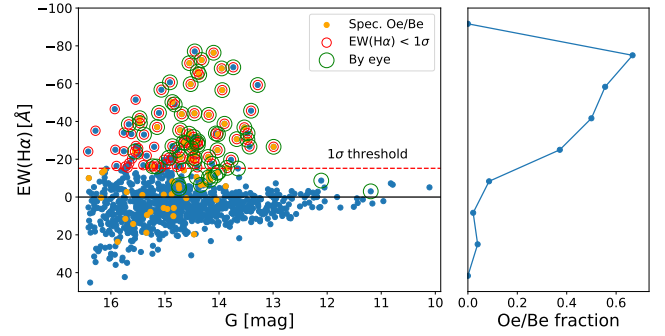 −100
−80
−60
−40
−20
0
20
40
EW(Hα) [Å]
Spec. Oe/Be
EW(Hα) < 1σ
By eye
1σ threshold
16 15 14 13 12 11 10
G [mag]
0.0 0.2 0.4 0.6
Oe/Be fraction